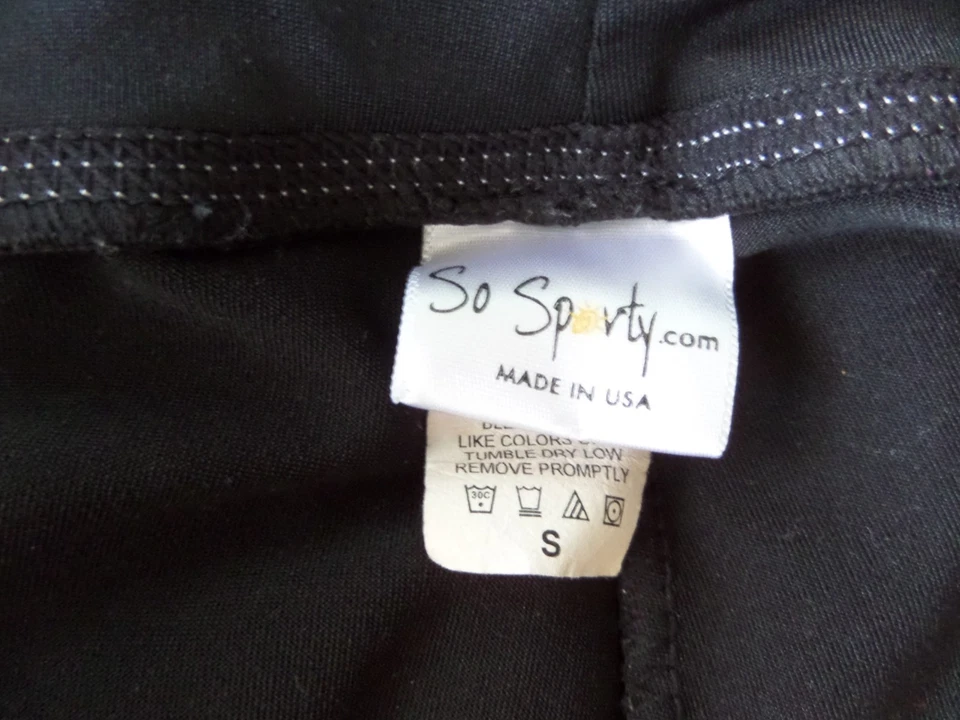 So Sporty.com
MADE IN USA
LIKE COLORS
TUMBLE DRY LOW
REMOVE PROMPTLY
30C
S